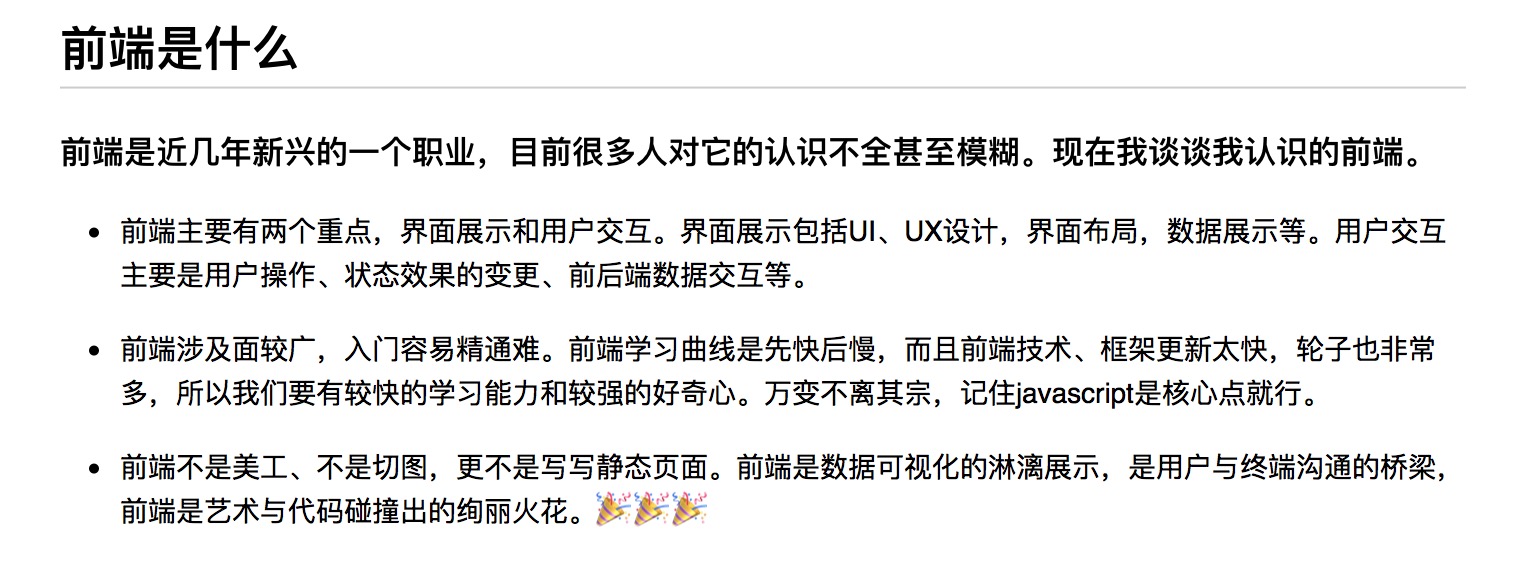 前端是什么
前端是近几年新兴的一个职业，目前很多人对它的认识不全甚至模糊。现在我谈谈我认识的前端。
• 前端主要有两个重点，界面展示和用户交互。界面展示包括UI、UX设计，界面布局，数据展示等。用户交互
主要是用户操作、状态效果的变更、前后端数据交互等。
• 前端涉及面较广，入门容易精通难。前端学习曲线是先快后慢，而且前端技术、框架更新太快，轮子也非常
多，所以我们要有较快的学习能力和较强的好奇心。万变不离其宗，记住javascript是核心点就行。
• 前端不是美工、不是切图，更不是写写静态页面。前端是数据可视化的淋漓展示，是用户与终端沟通的桥梁，
前端是艺术与代码碰撞出的绚丽火花。🎉🎉🎉